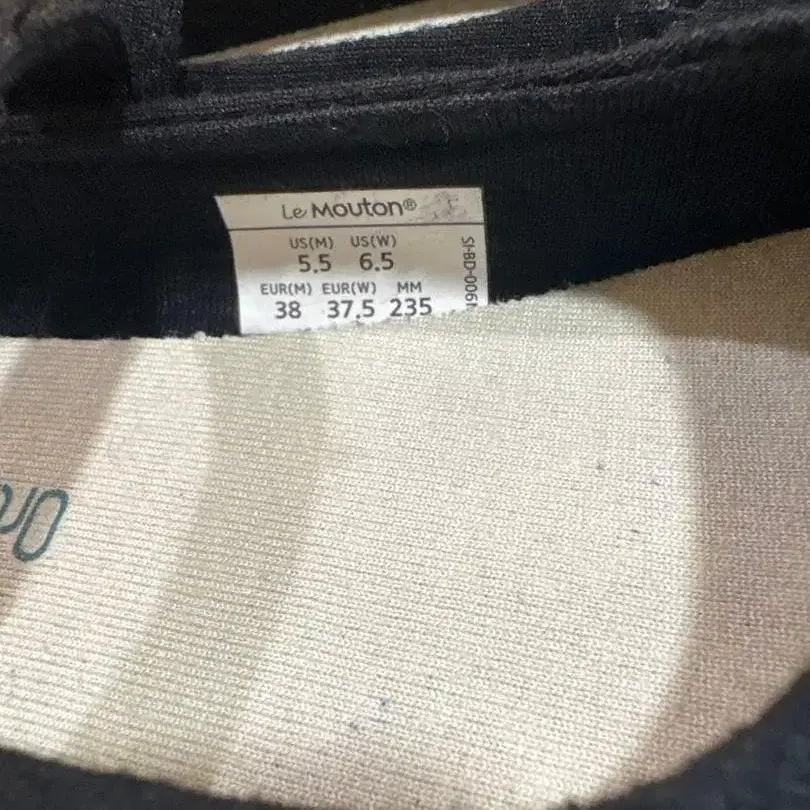 Le Mouton®
US(M) US(W)
5.5 6.5
EUR(M) EUR(W) MM
38 37.5 235